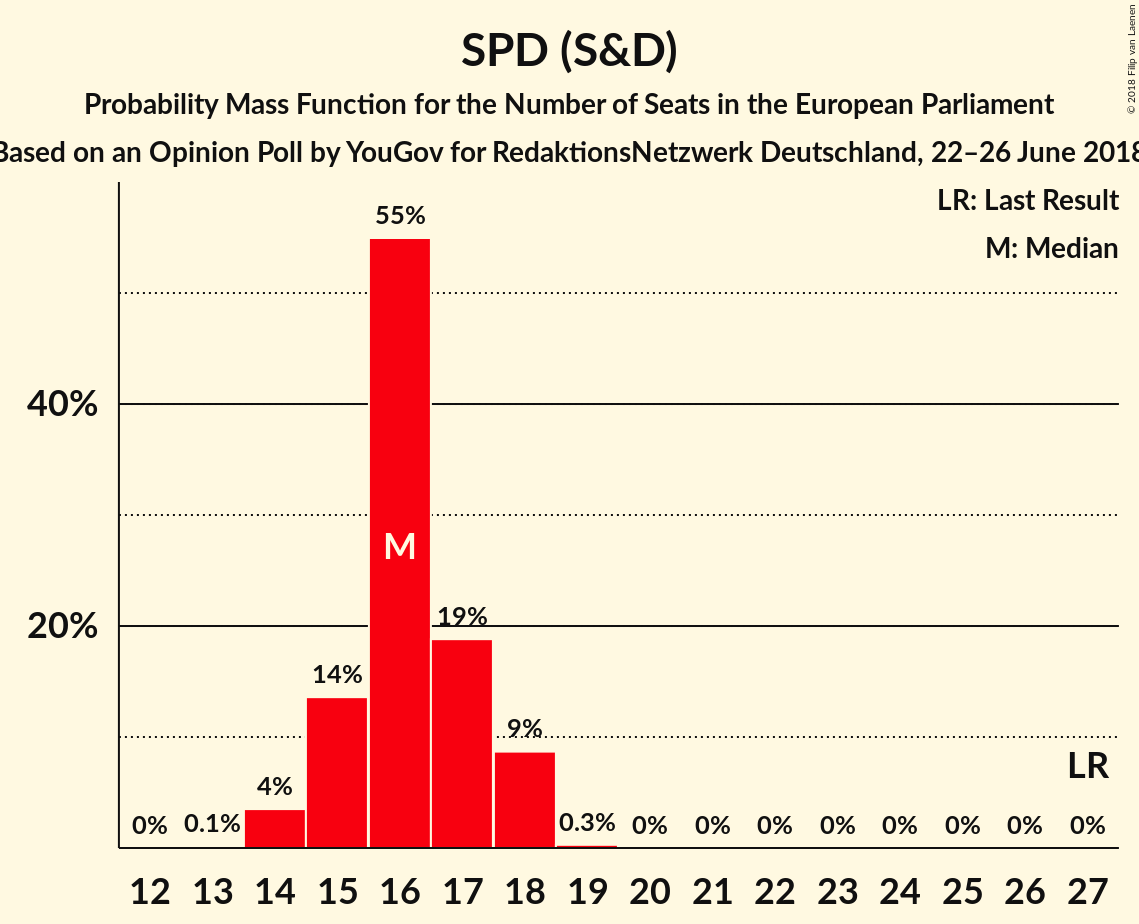 SPD (S&D)
Probability Mass Function for the Number of Seats in the European Parliament
Based on an Opinion Poll by YouGov for RedaktionsNetzwerk Deutschland, 22–26 June 2018
© 2018 Filip van Laenen
LR: Last Result
M: Median
55%
40%
M
19%
20%
14%
9%
LR
4%
0% 0.1% 0.3% 0% 0% 0% 0% 0% 0% 0% 0%
12 13 14 15 16 17 18 19 20 21 22 23 24 25 26 27